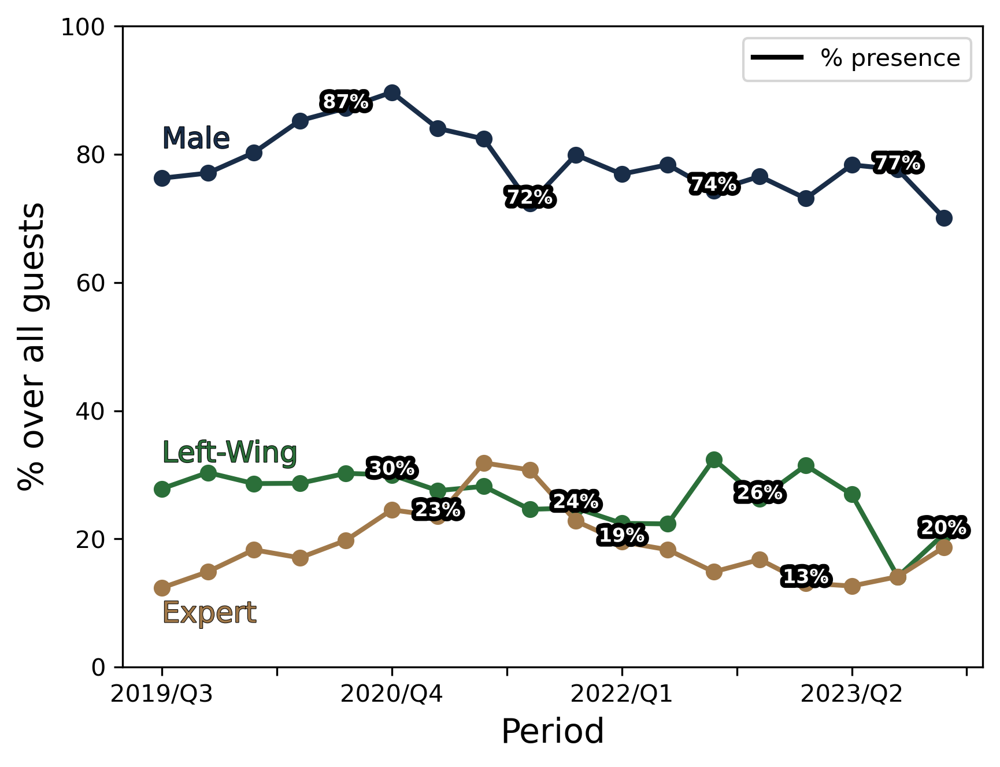 100
% presence
87%
Male
80
77%
74%
72%
60
% over all guests
40
Left-Wing
30%
26%
24%
23%
20%
20
19%
13%
Expert
0
2019/Q3
2020/Q4
2022/Q1
2023/Q2
Period